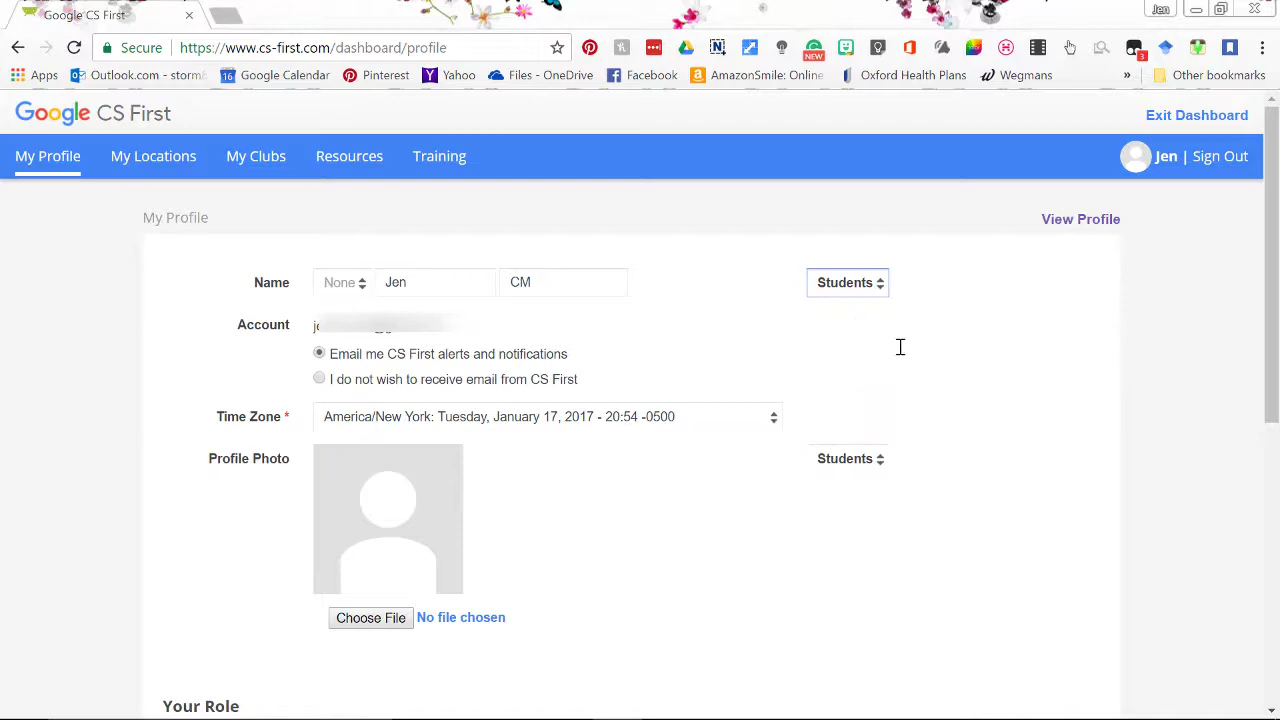 Google CS First
Jen
Secure https://www.cs-first.com/dashboard/profile
NEW
3
Apps Outlook.com - storm 16 Google Calendar Pinterest Yahoo Files - OneDrive Facebook AmazonSmile: Online Oxford Health Plans Wegmans » Other bookmarks
Google CS First
Exit Dashboard
My Profile My Locations My Clubs Resources Training Jen | Sign Out
My Profile View Profile
Name None Jen CM Students
Account
Email me CS First alerts and notifications
I do not wish to receive email from CS First
Time Zone * America/New York: Tuesday, January 17, 2017 - 20:54 -0500
Profile Photo Students
Choose File No file chosen
Your Role